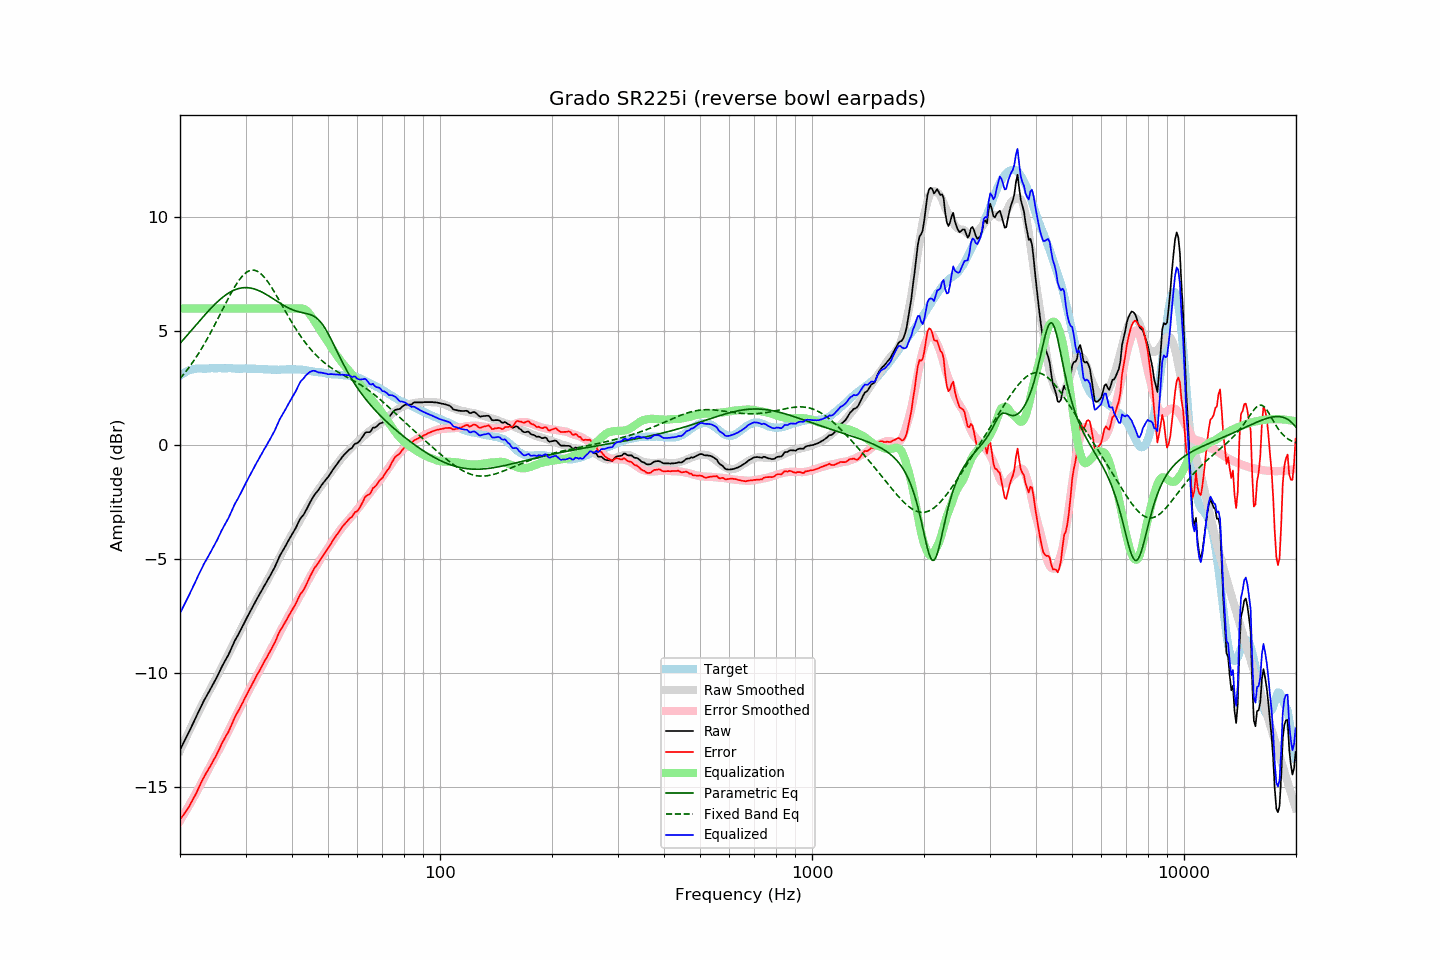 Grado SR225i (reverse bowl earpads)
Amplitude (dBr)
10
5
0
−5
−10
−15
Target
Raw Smoothed
Error Smoothed
Raw
Error
Equalization
Parametric Eq
Fixed Band Eq
Equalized
100
1000
10000
Frequency (Hz)